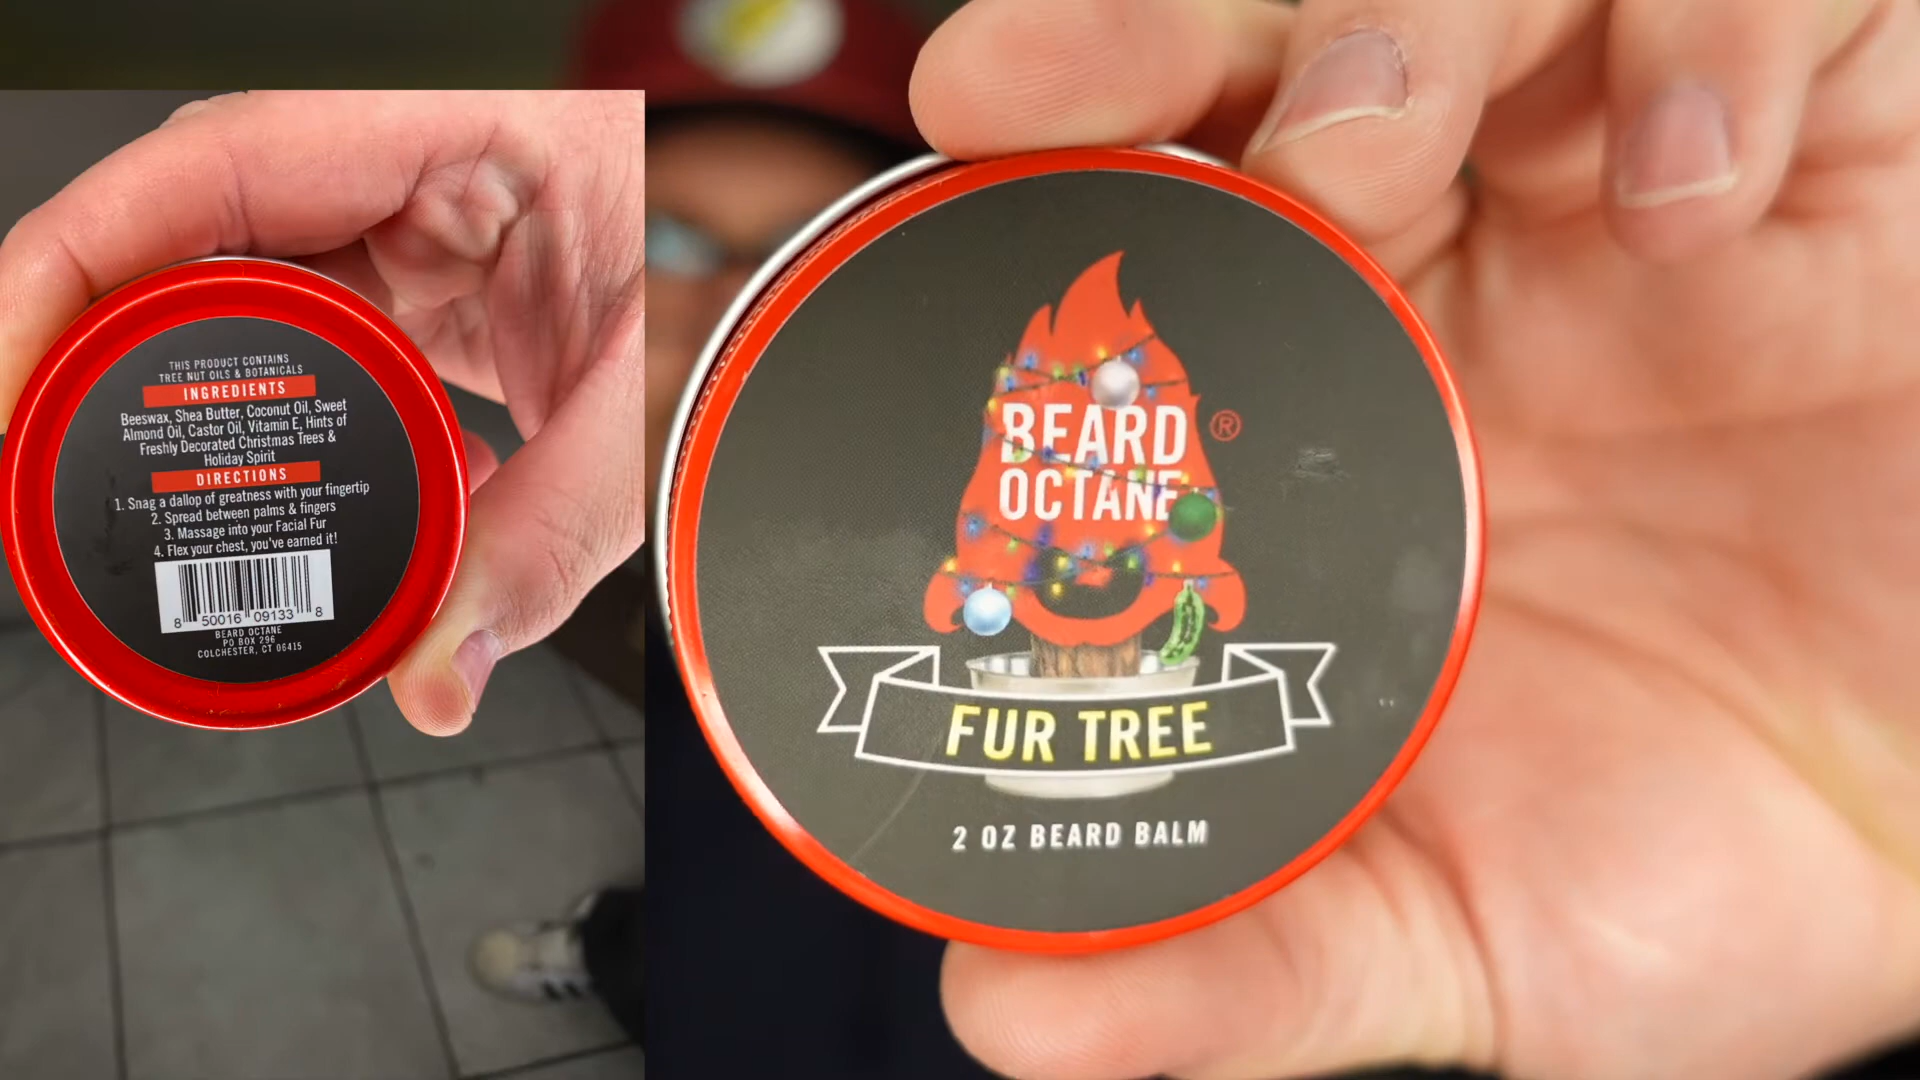 THIS PRODUCT CONTAINS
TREE NUT OILS & BOTANICALS
INGREDIENTS
Beeswax, Shea Butter, Coconut Oil, Sweet
Almond Oil, Castor Oil, Vitamin E, Hints of
Freshly Decorated Christmas Trees &
Holiday Spirit
DIRECTIONS
1. Snag a dallop of greatness with your fingertip
2. Spread between palms & fingers
3. Massage into your Facial Fur
4. Flex your chest, you've earned it!
8 50016 09133 8
BEARD OCTANE
PO BOX 296
COLCHESTER, CT 06415
BEARD ®
OCTANE
FUR TREE
2 OZ BEARD BALM